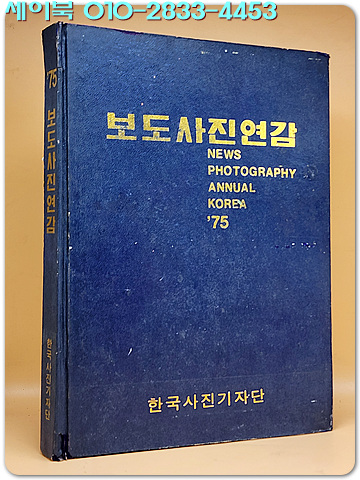 세이북 010-2833-4453
'75 보도사진연감 한국사진기자단
보도사진연감
NEWS
PHOTOGRAPHY
ANNUAL
KOREA
'75
한국사진기자단